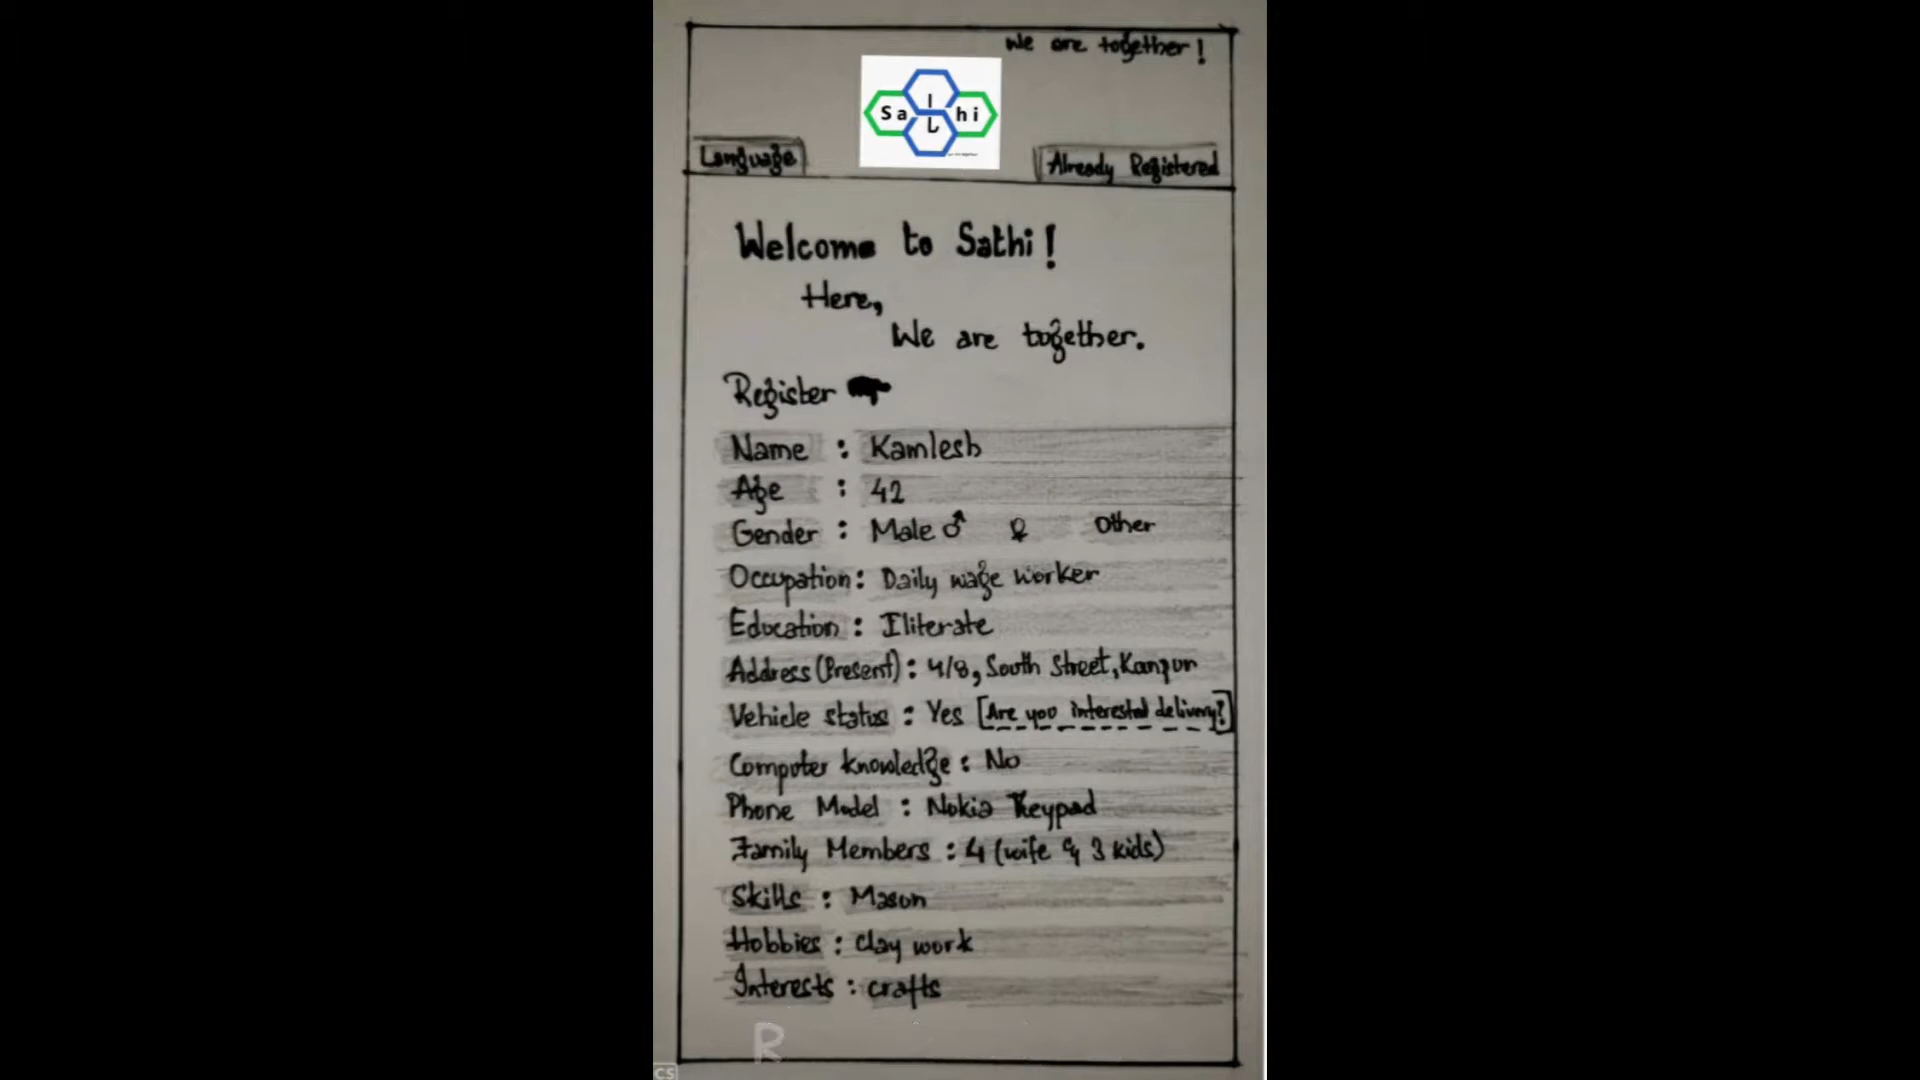 We are together!
Sa hi
Language
Already Registered
Welcome to Sathi!
Here,
We are together.
Register
Name : Kamlesh
Age : 42
Gender : Male ♂ ♀ Other
Occupation : Daily wage worker
Education : Iliterate
Address (Present) : 4/8, South Street, Kanpur
Vehicle status : Yes [Are you interested delivery?]
Computer knowledge : No
Phone Model : Nokia Keypad
Family Members : 4 (wife & 3 kids)
Skills : Mason
Hobbies : clay work
Interests : crafts
R
CS